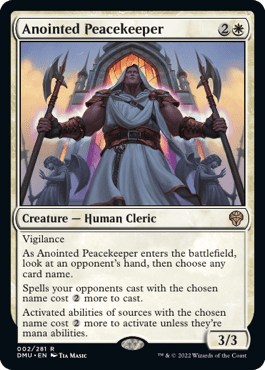 Anointed Peacekeeper 2
Creature — Human Cleric
Vigilance
As Anointed Peacekeeper enters the battlefield,
look at an opponent's hand, then choose any
card name.
Spells your opponents cast with the chosen
name cost 2 more to cast.
Activated abilities of sources with the chosen
name cost 2 more to activate unless they're
mana abilities.
3/3
002/281 R
DMU • EN Tia Masic
™ & © 2022 Wizards of the Coast